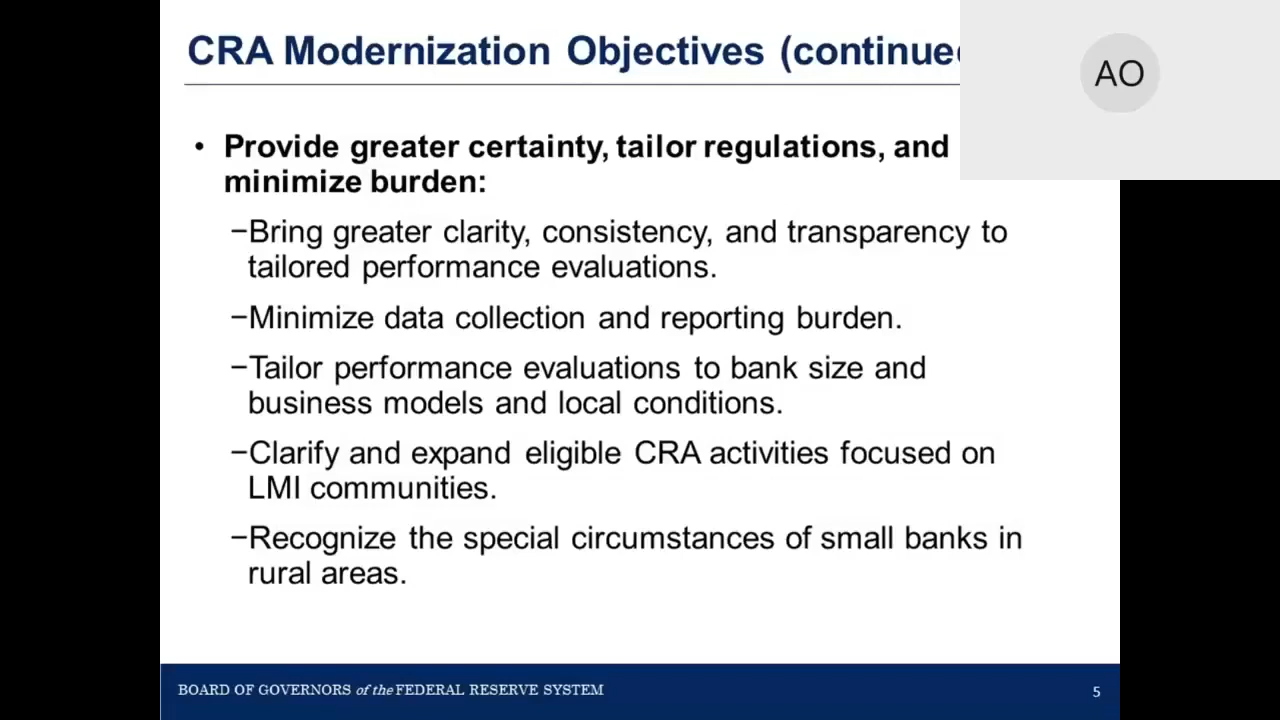 CRA Modernization Objectives (continue
AO
• Provide greater certainty, tailor regulations, and
minimize burden:
−Bring greater clarity, consistency, and transparency to
tailored performance evaluations.
−Minimize data collection and reporting burden.
−Tailor performance evaluations to bank size and
business models and local conditions.
−Clarify and expand eligible CRA activities focused on
LMI communities.
−Recognize the special circumstances of small banks in
rural areas.
BOARD OF GOVERNORS of the FEDERAL RESERVE SYSTEM
5